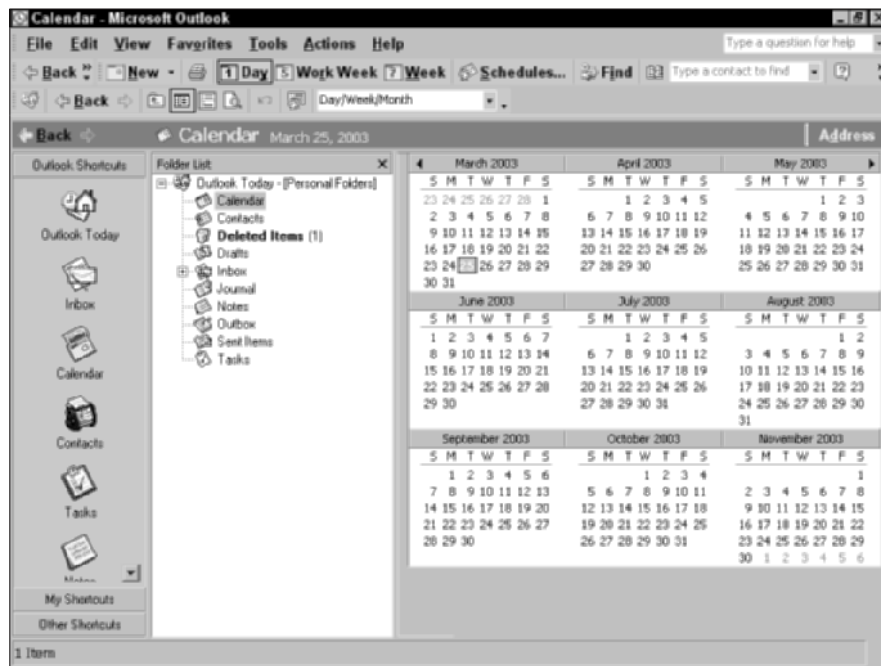 Calendar - Microsoft Outlook
File Edit View Favorites Tools Actions Help Type a question for help
Back New 1 Day 5 Work Week 7 Week Schedules... Find Type a contact to find
Back Day/Week/Month
Back Calendar March 25, 2003 Address
Outlook Shortcuts
Outlook Today
Inbox
Calendar
Contacts
Tasks
Notes
My Shortcuts
Other Shortcuts
Folder List
Outlook Today - [Personal Folders]
Calendar
Contacts
Deleted Items (1)
Drafts
Inbox
Journal
Notes
Outbox
Sent Items
Tasks
March 2003
S M T W T F S
23 24 25 26 27 28 1
2 3 4 5 6 7 8
9 10 11 12 13 14 15
16 17 18 19 20 21 22
23 24 25 26 27 28 29
30 31
April 2003
S M T W T F S
1 2 3 4 5
6 7 8 9 10 11 12
13 14 15 16 17 18 19
20 21 22 23 24 25 26
27 28 29 30
May 2003
S M T W T F S
1 2 3
4 5 6 7 8 9 10
11 12 13 14 15 16 17
18 19 20 21 22 23 24
25 26 27 28 29 30 31
June 2003
S M T W T F S
1 2 3 4 5 6 7
8 9 10 11 12 13 14
15 16 17 18 19 20 21
22 23 24 25 26 27 28
29 30
July 2003
S M T W T F S
1 2 3 4 5
6 7 8 9 10 11 12
13 14 15 16 17 18 19
20 21 22 23 24 25 26
27 28 29 30 31
August 2003
S M T W T F S
1 2
3 4 5 6 7 8 9
10 11 12 13 14 15 16
17 18 19 20 21 22 23
24 25 26 27 28 29 30
31
September 2003
S M T W T F S
1 2 3 4 5 6
7 8 9 10 11 12 13
14 15 16 17 18 19 20
21 22 23 24 25 26 27
28 29 30
October 2003
S M T W T F S
1 2 3 4
5 6 7 8 9 10 11
12 13 14 15 16 17 18
19 20 21 22 23 24 25
26 27 28 29 30 31
November 2003
S M T W T F S
1
2 3 4 5 6 7 8
9 10 11 12 13 14 15
16 17 18 19 20 21 22
23 24 25 26 27 28 29
30 1 2 3 4 5 6
1 Item